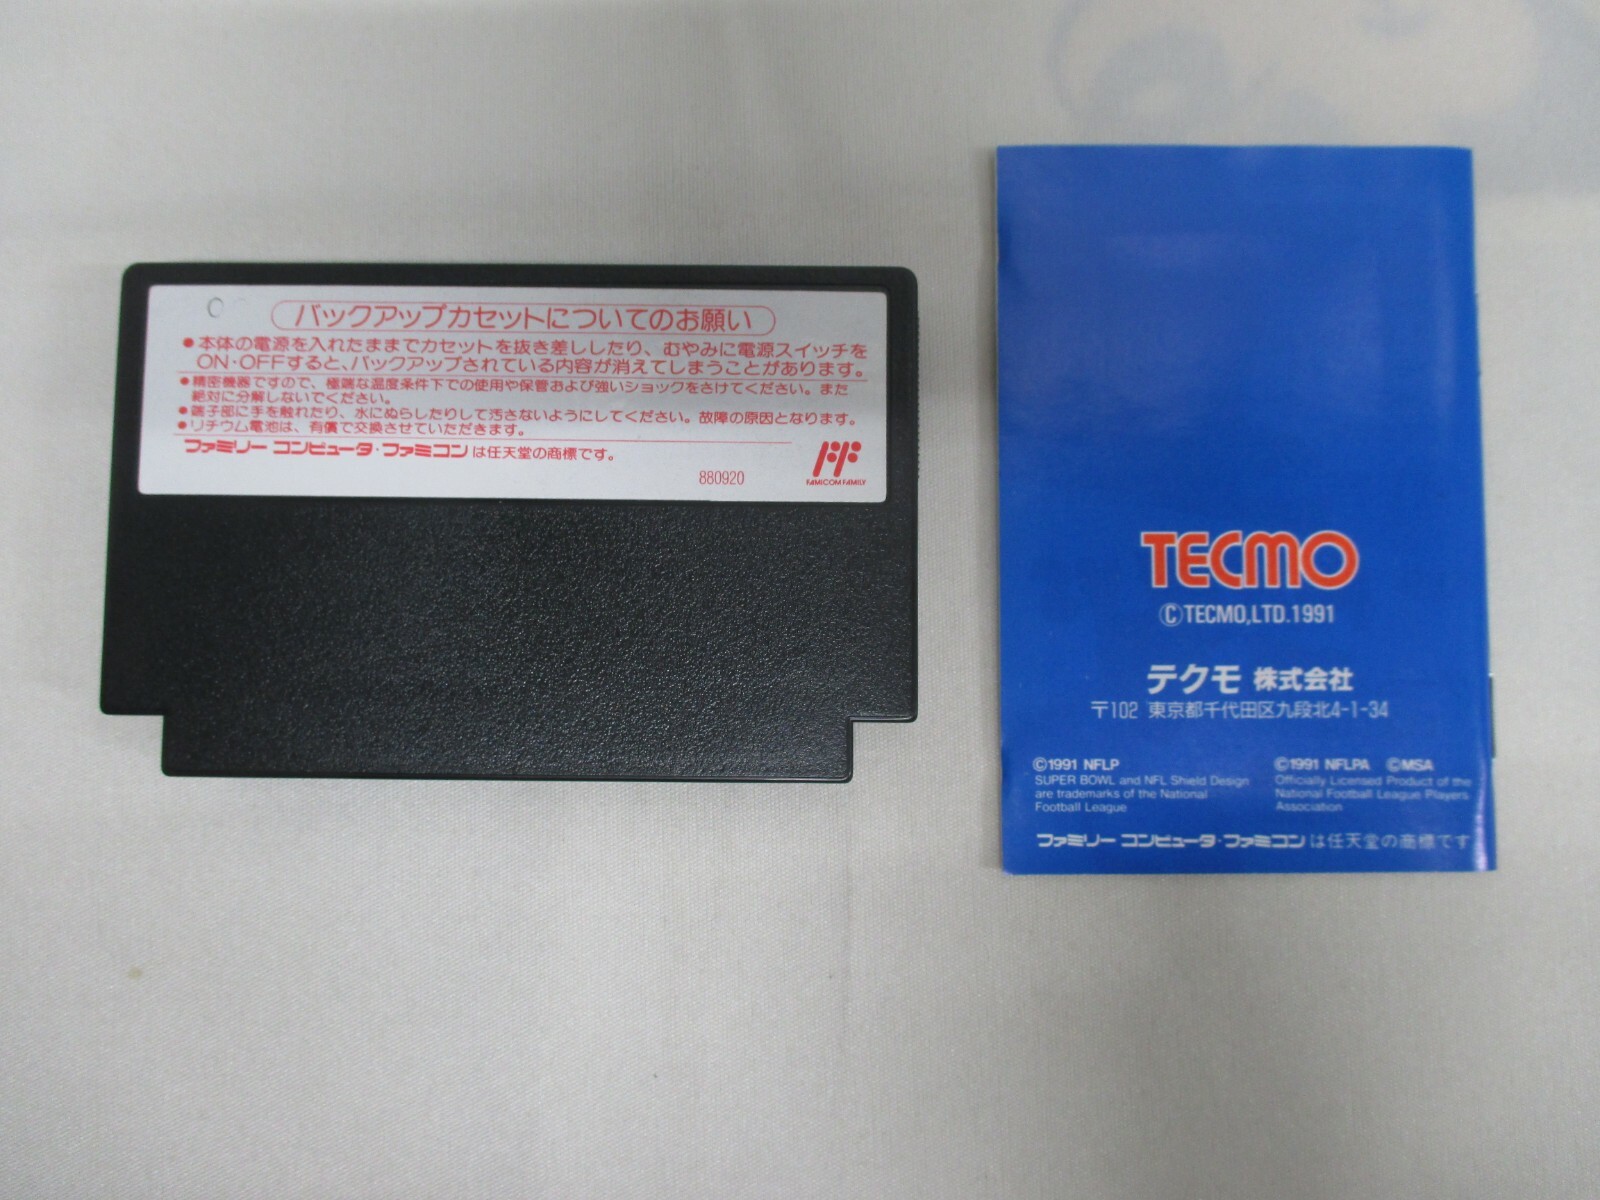 バックアップカセットについてのお願い
●本体の電源を入れたままでカセットを抜き差ししたり、むやみに電源スイッチを
ON・OFFすると、バックアップされている内容が消えてしまうことがあります。
●精密機器ですので、極端な温度条件下での使用や保管および強いショックをさけてください。また
絶対に分解しないでください。
●端子部に手を触れたり、水にぬらしたりして汚さないようにしてください。故障の原因となります。
●リチウム電池は、有償で交換させていただきます。
ファミリー コンピュータ・ファミコンは任天堂の商標です。
880920
FF
FAMICOM FAMILY
TECMO
©TECMO,LTD.1991
テクモ 株式会社
〒102 東京都千代田区九段北4-1-34
©1991 NFLP
SUPER BOWL and NFL Shield Design
are trademarks of the National
Football League
©1991 NFLPA ©MSA
Officially Licensed Product of the
National Football League Players
Association
ファミリー コンピュータ・ファミコンは任天堂の商標です